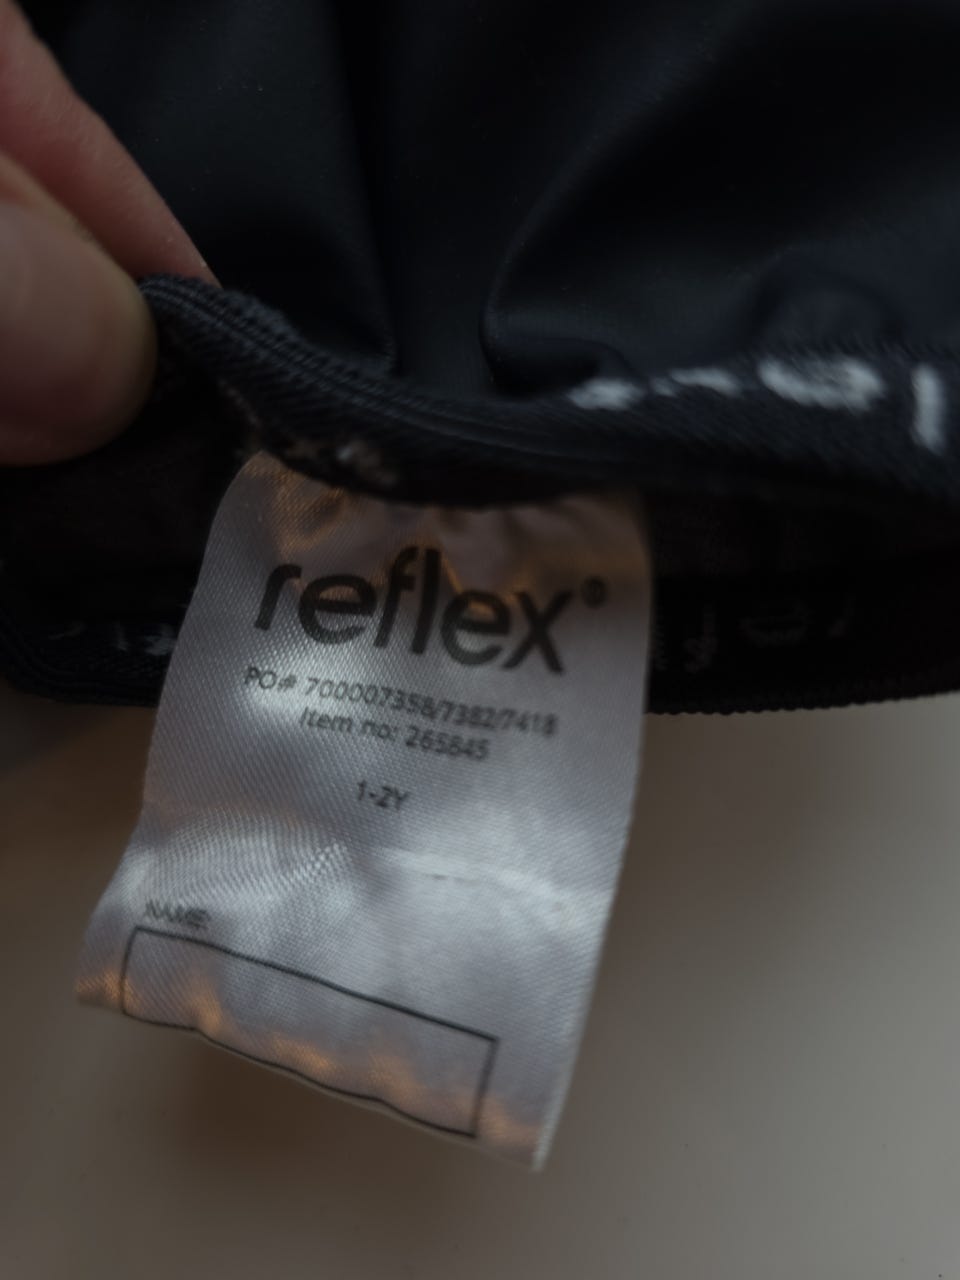 reflex®
PO# 700007358/7382/7418
Item no: 265845
1-2Y
NAME: